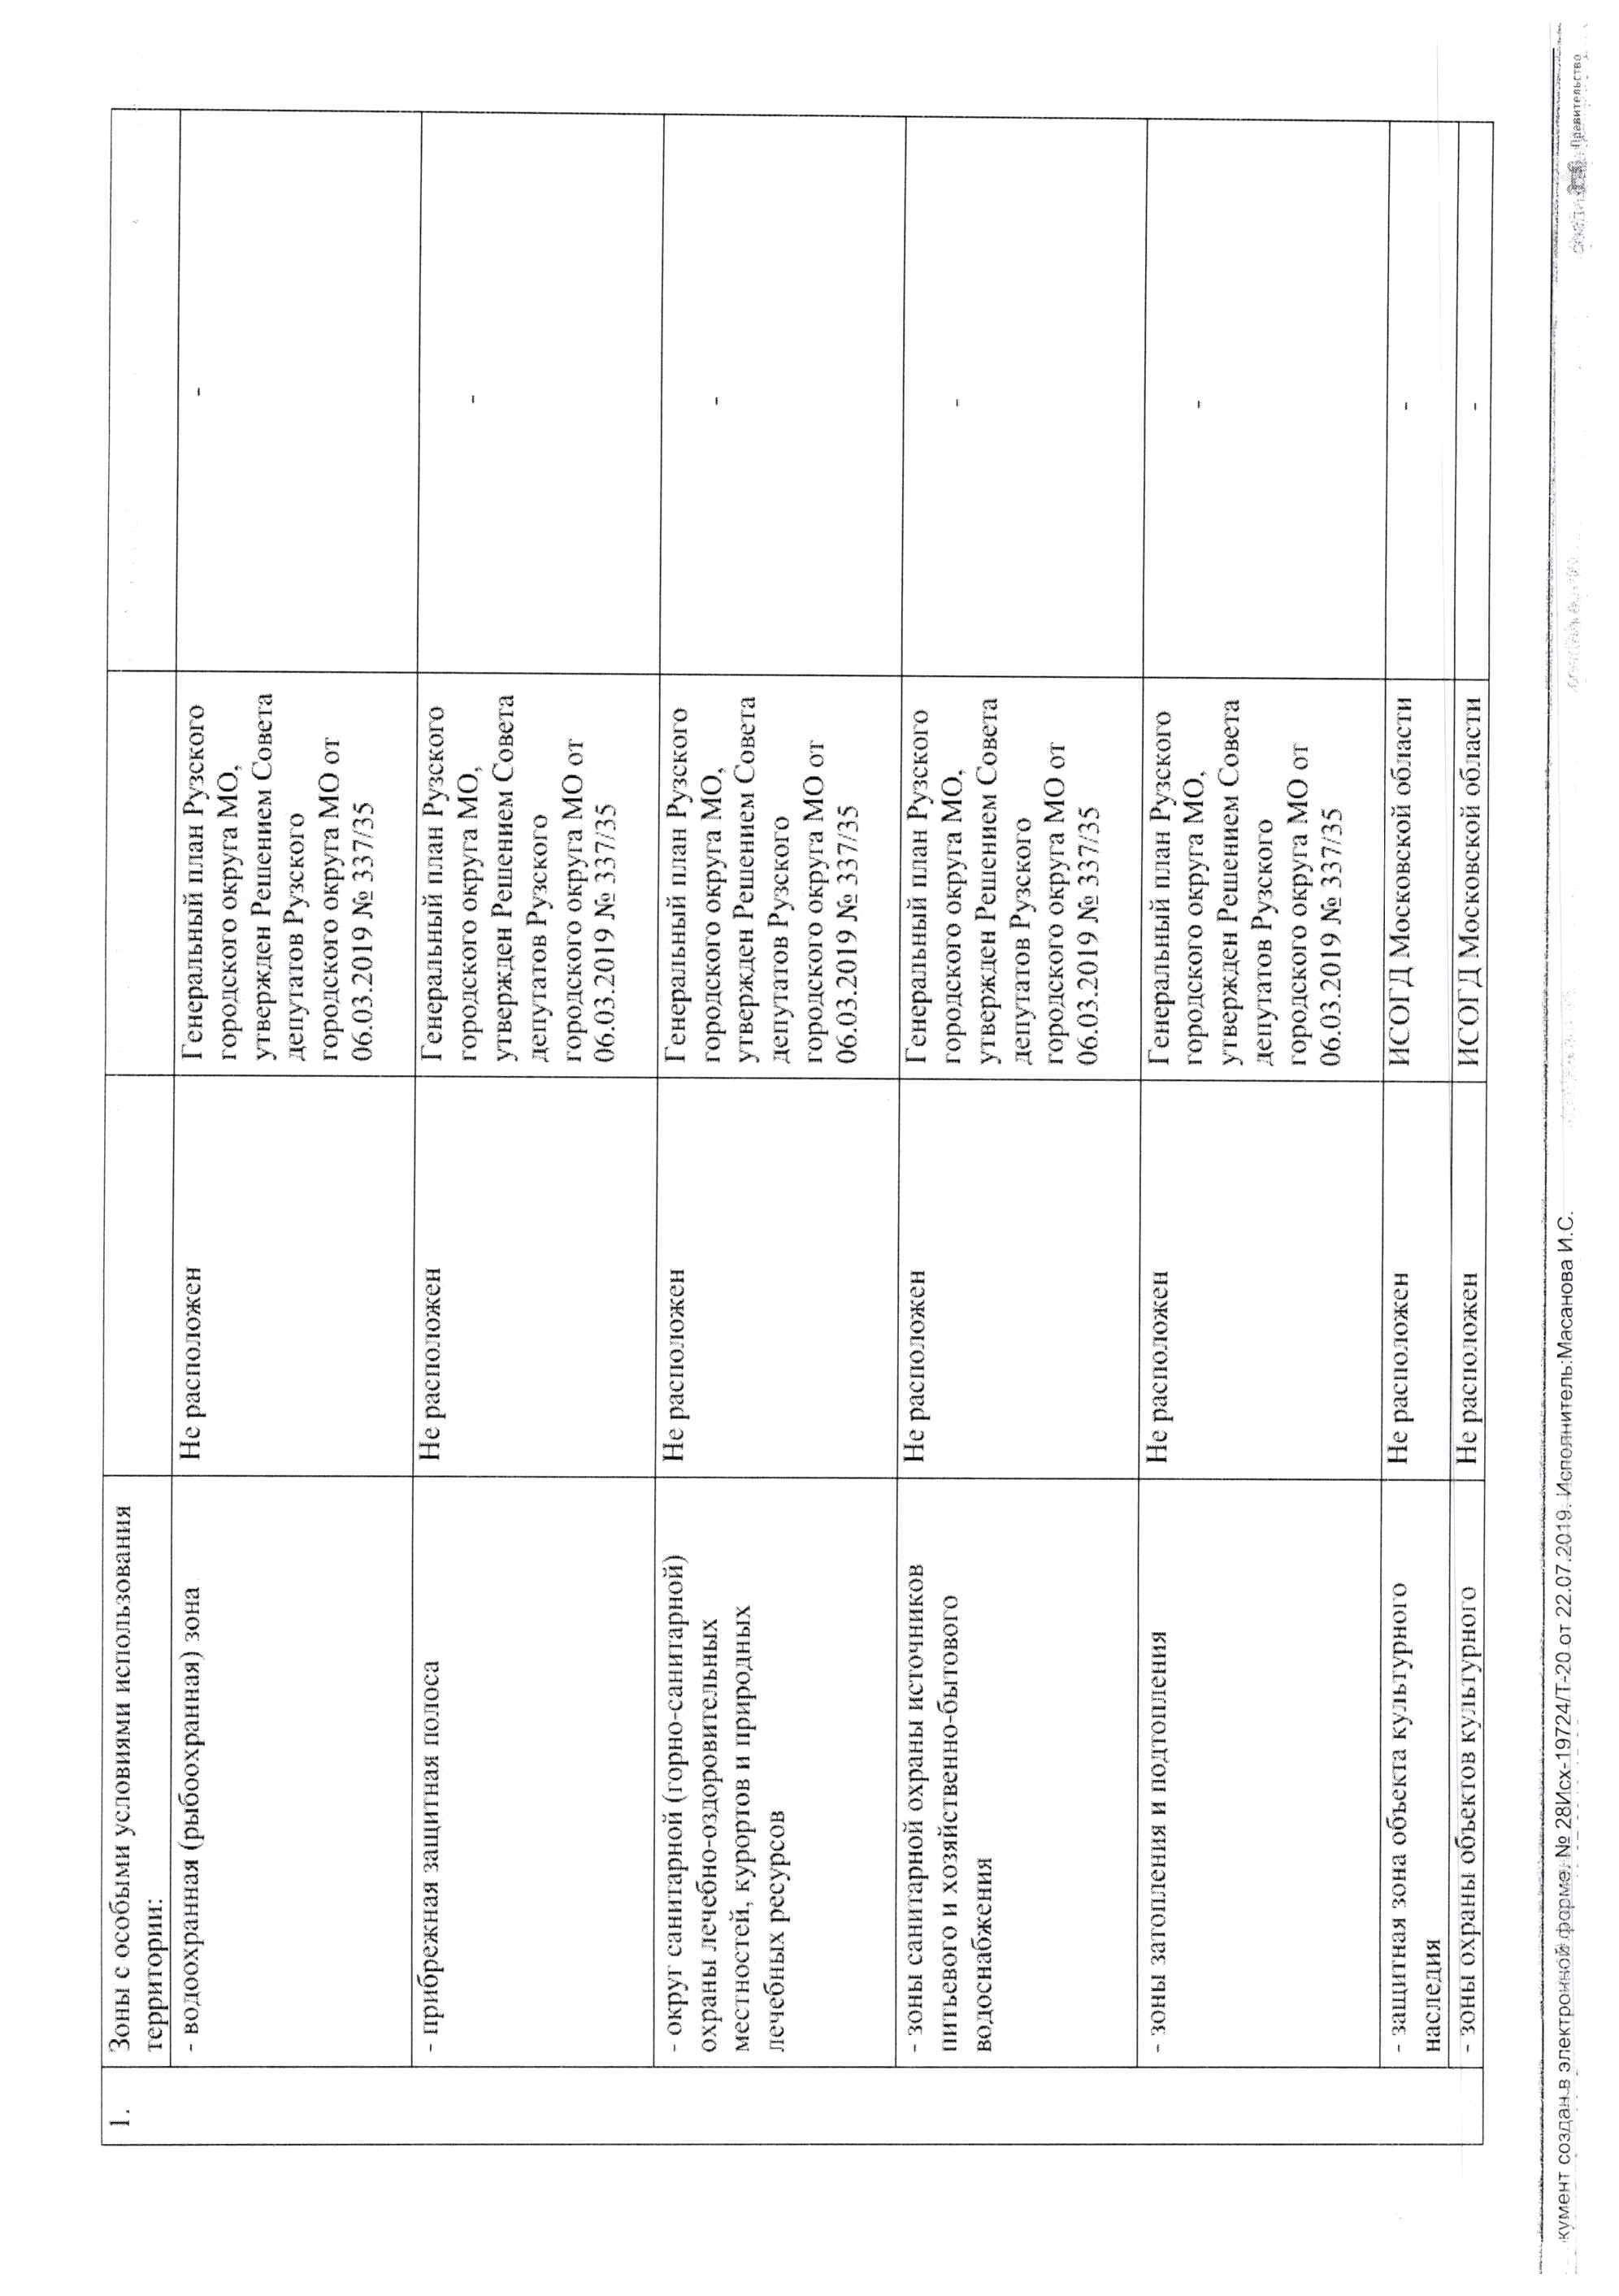 1.
Зоны с особыми условиями использования
территории:
- водоохранная (рыбоохранная) зона
Не расположен
Генеральный план Рузского
городского округа МО,
утвержден Решением Совета
депутатов Рузского
городского округа МО от
06.03.2019 № 337/35
-
- прибрежная защитная полоса
Не расположен
Генеральный план Рузского
городского округа МО,
утвержден Решением Совета
депутатов Рузского
городского округа МО от
06.03.2019 № 337/35
-
- округ санитарной (горно-санитарной)
охраны лечебно-оздоровительных
местностей, курортов и природных
лечебных ресурсов
Не расположен
Генеральный план Рузского
городского округа МО,
утвержден Решением Совета
депутатов Рузского
городского округа МО от
06.03.2019 № 337/35
-
- зоны санитарной охраны источников
питьевого и хозяйственно-бытового
водоснабжения
Не расположен
Генеральный план Рузского
городского округа МО,
утвержден Решением Совета
депутатов Рузского
городского округа МО от
06.03.2019 № 337/35
-
- зоны затопления и подтопления
Не расположен
Генеральный план Рузского
городского округа МО,
утвержден Решением Совета
депутатов Рузского
городского округа МО от
06.03.2019 № 337/35
-
- защитная зона объекта культурного
наследия
Не расположен
ИСОГД Московской области
-
- зоны охраны объектов культурного
Не расположен
ИСОГД Московской области
-
кумент создан в электронной форме. № 28Исх-19724/Т-20 от 22.07.2019. Исполнитель:Масанова И.С.
Правительство